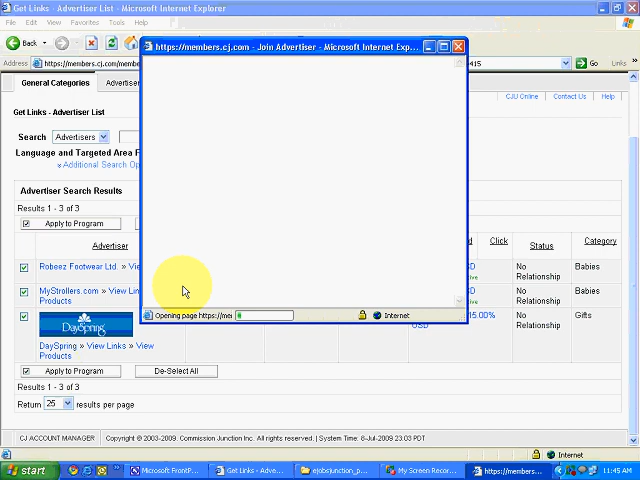 Get Links - Advertiser List - Microsoft Internet Explorer
File Edit View Favorites Tools Help
Back
Address https://members.cj.com/membe 415 Go Links
https://members.cj.com - Join Advertiser - Microsoft Internet Exp...
General Categories Advertiser
CJU Online | Contact Us | Help
Get Links - Advertiser List
Search Advertisers
Language and Targeted Area F
Additional Search Op
Advertiser Search Results
Results 1 - 3 of 3
Apply to Program
Advertiser Click Status Category
Robeez Footwear Ltd. » Vie No Relationship Babies
MyStrollers.com » View Lin Products No Relationship Babies
DaySpring 15.00% USD No Relationship Gifts
DaySpring » View Links » View Products
Opening page https://mei Internet
Apply to Program De-Select All
Results 1 - 3 of 3
Return 25 results per page
CJ ACCOUNT MANAGER Copyright © 2003-2009. Commission Junction Inc. All rights reserved. | System Time: 8-Jul-2009 23:03 PDT
Internet
start Microsoft FrontP... Get Links - Adve... ejobsjunction_p... My Screen Recor... https://members... 11:45 AM